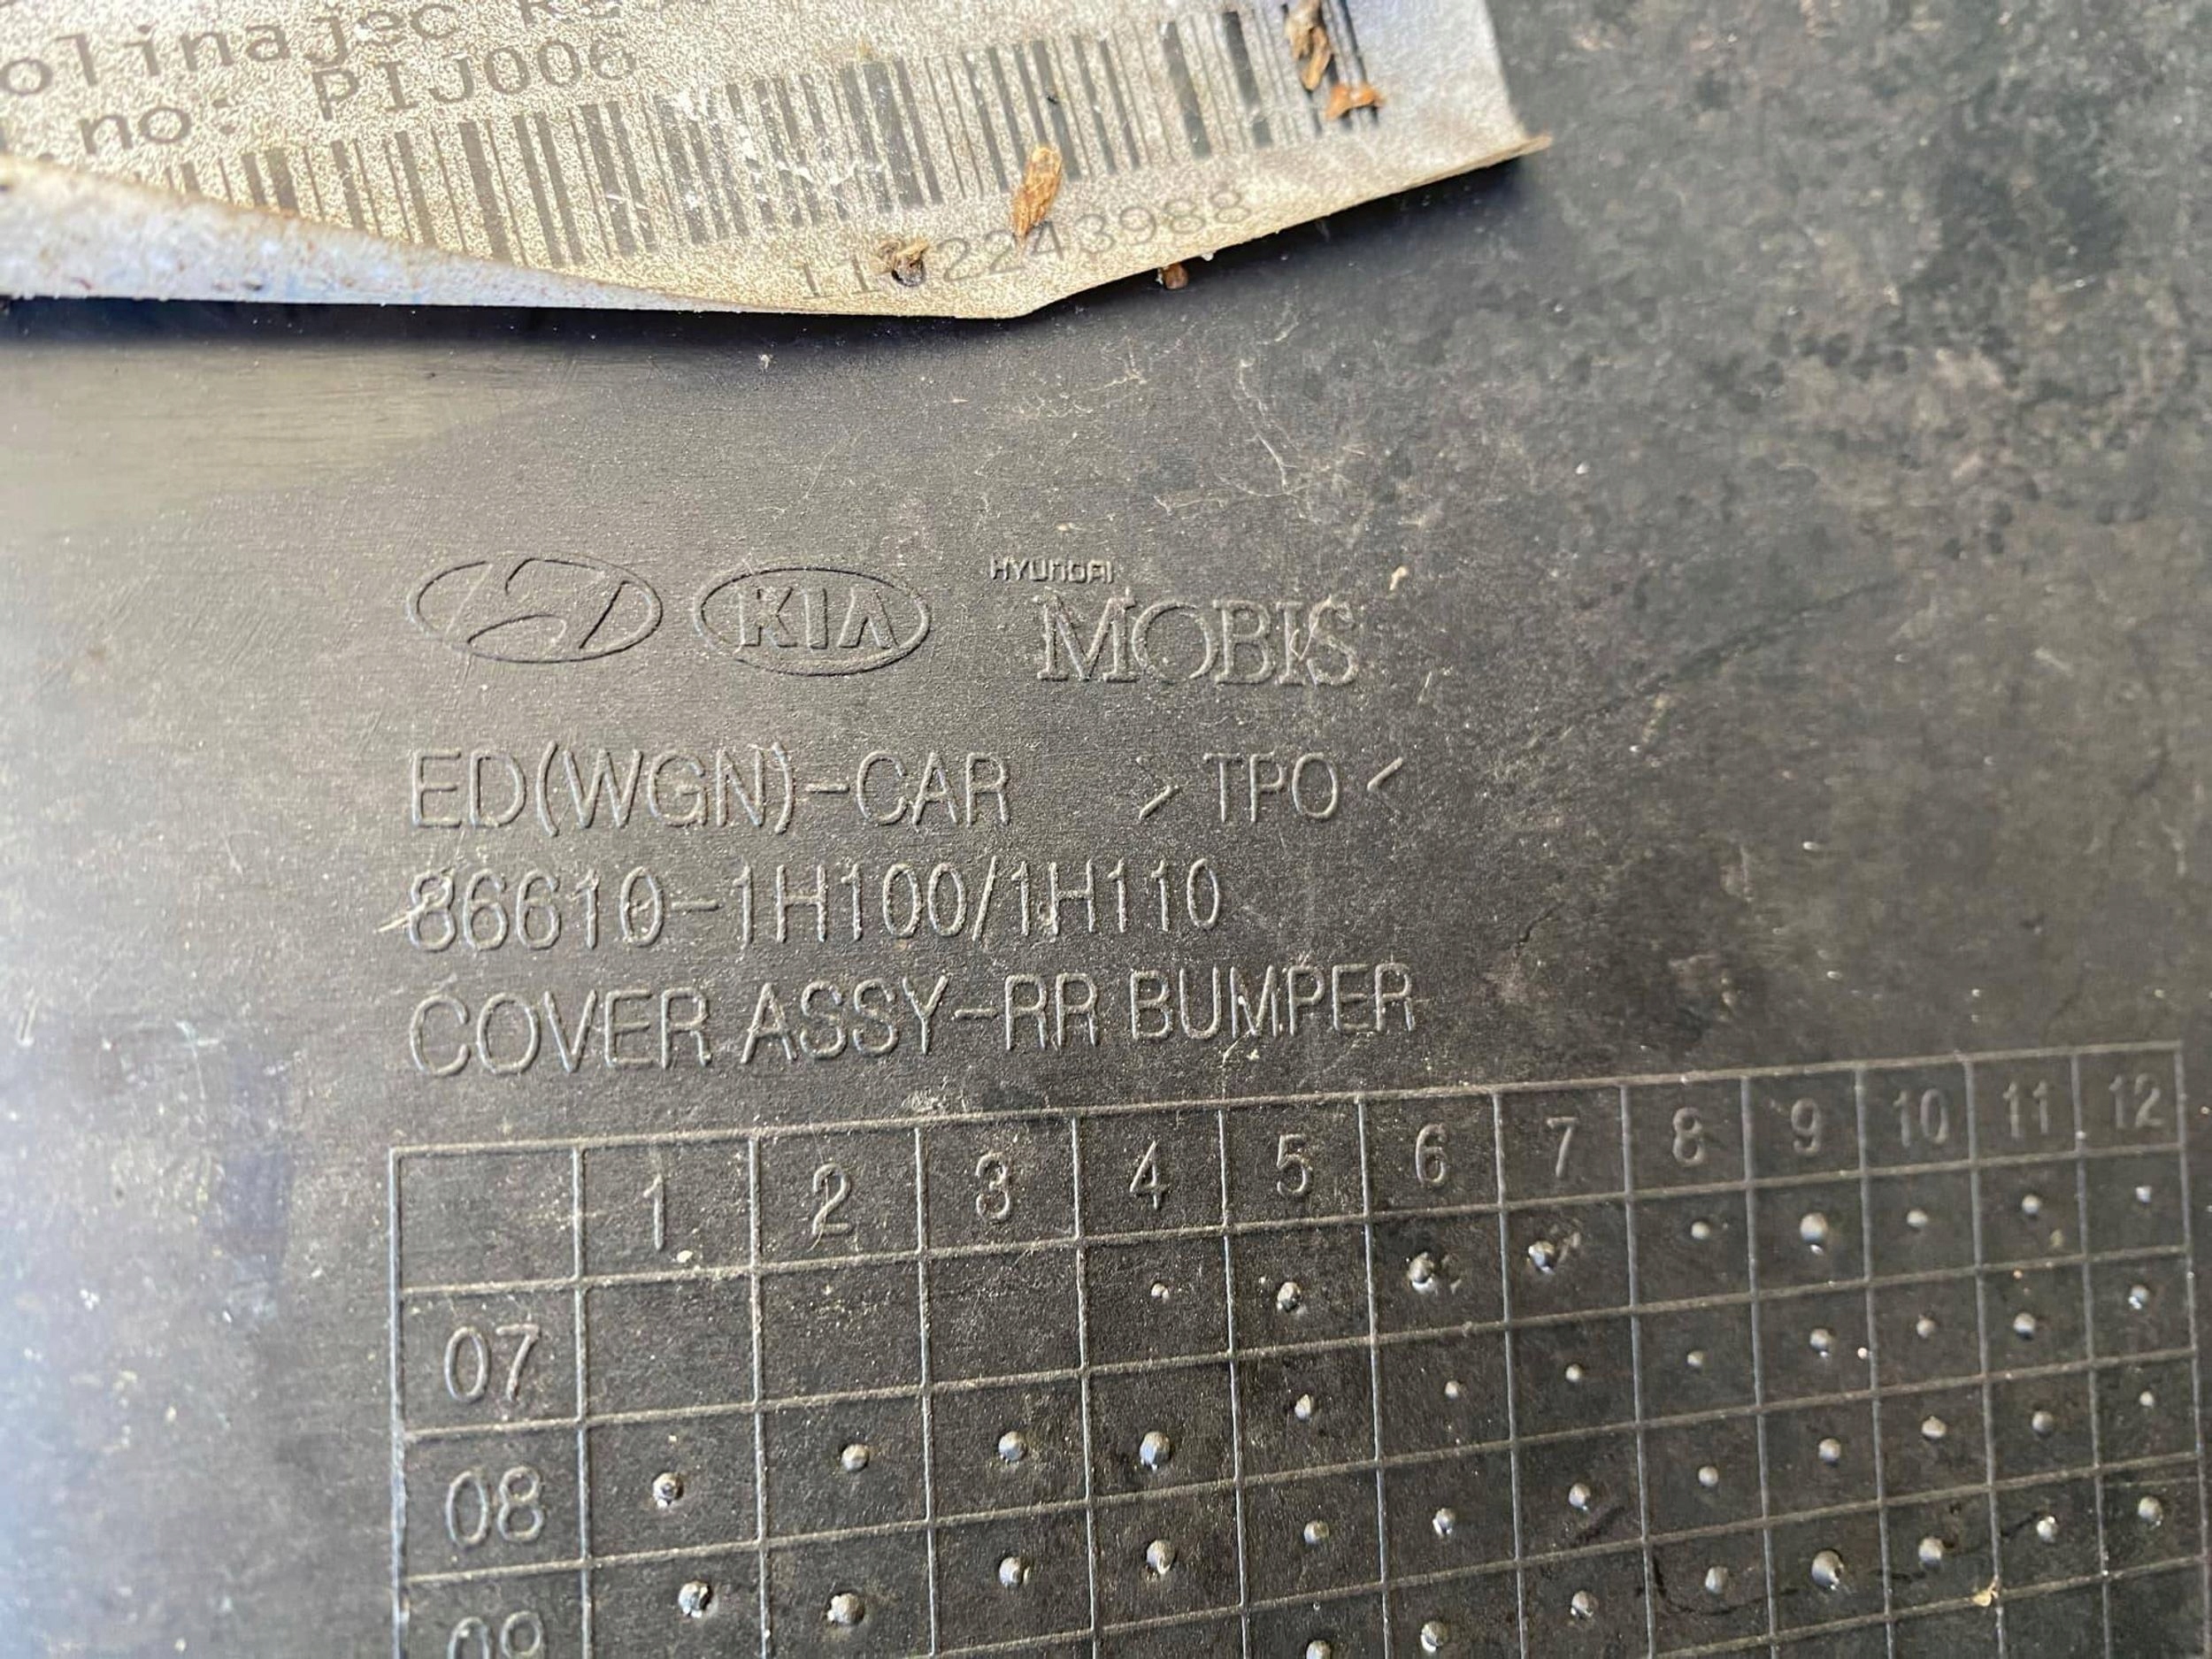 no: PIJ006
HYUNDAI
KIA MOBIS
ED(WGN)-CAR >TPO<
86610-1H100/1H110
COVER ASSY-RR BUMPER
1 2 3 4 5 6 7 8 9 10 11 12
07
08
09